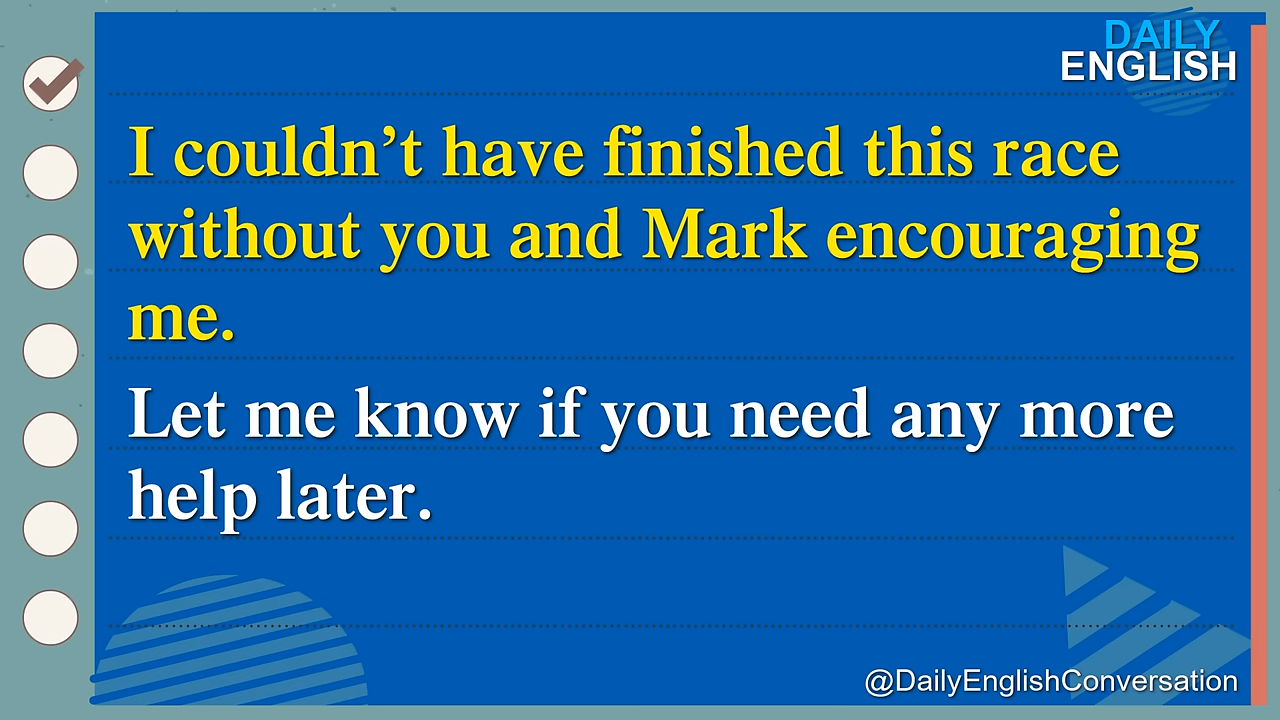 DAILY
ENGLISH
I couldn’t have finished this race
without you and Mark encouraging
me.
Let me know if you need any more
help later.
@DailyEnglishConversation